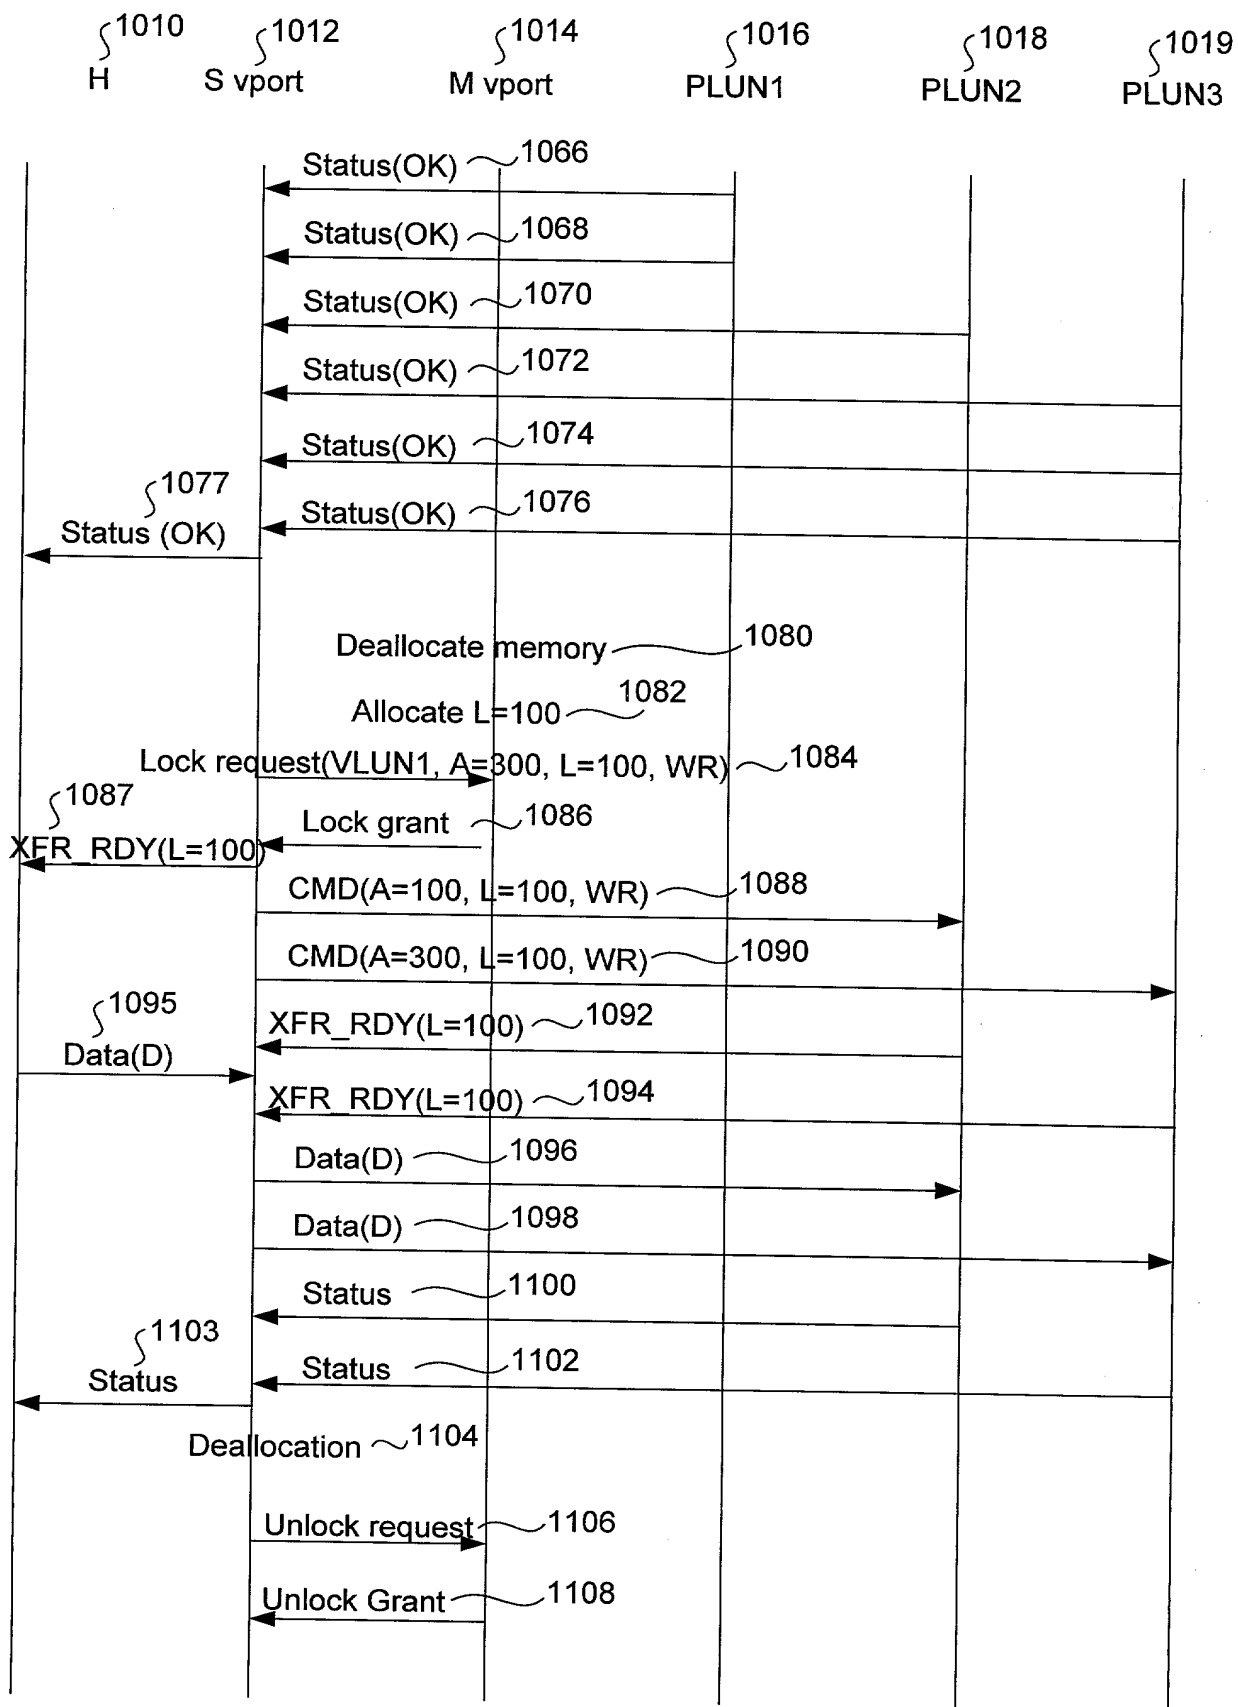 1010
1012
1014
1016
1018
1019
H
S vport
M vport
PLUN1
PLUN2
PLUN3
Status(OK) 1066
Status(OK) 1068
Status(OK) 1070
Status(OK) 1072
Status(OK) 1074
1077
Status(OK) 1076
Status (OK)
Deallocate memory 1080
Allocate L=100 1082
Lock request(VLUN1, A=300, L=100, WR) 1084
1087
Lock grant 1086
XFR_RDY(L=100)
CMD(A=100, L=100, WR) 1088
CMD(A=300, L=100, WR) 1090
1095
XFR_RDY(L=100) 1092
Data(D)
XFR_RDY(L=100) 1094
Data(D) 1096
Data(D) 1098
Status 1100
1103
Status 1102
Status
Deallocation 1104
Unlock request 1106
Unlock Grant 1108